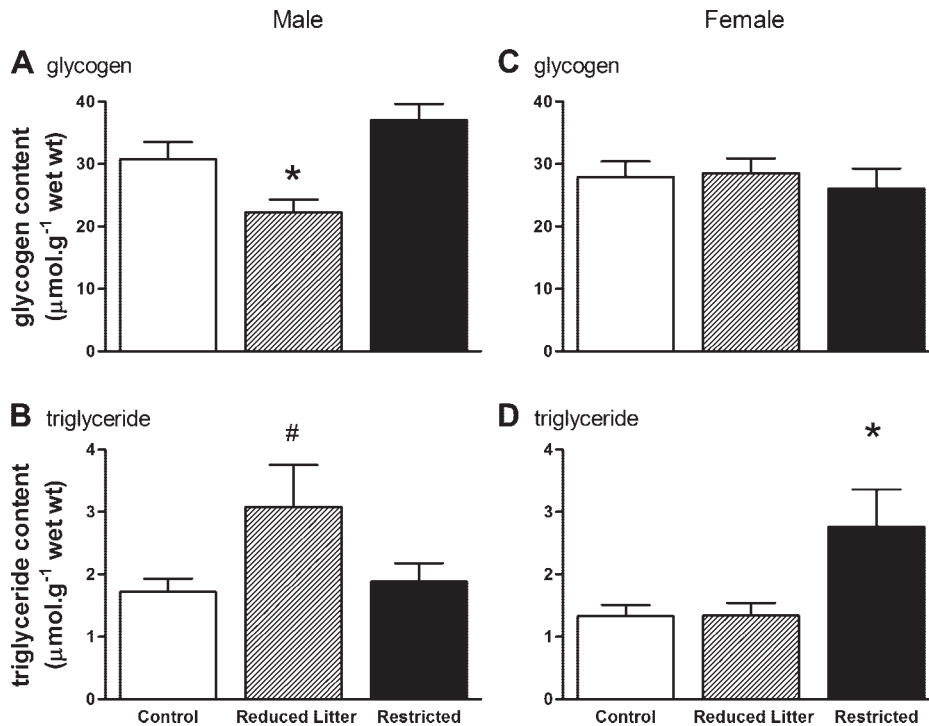 Male
Female
A glycogen
C glycogen
glycogen content
(μmol.g⁻¹ wet wt)
40
30
20
10
0
*
40
30
20
10
0
B triglyceride
D triglyceride
triglyceride content
(μmol.g⁻¹ wet wt)
4
3
2
1
0
#
4
3
2
1
0
*
Control Reduced Litter Restricted
Control Reduced Litter Restricted